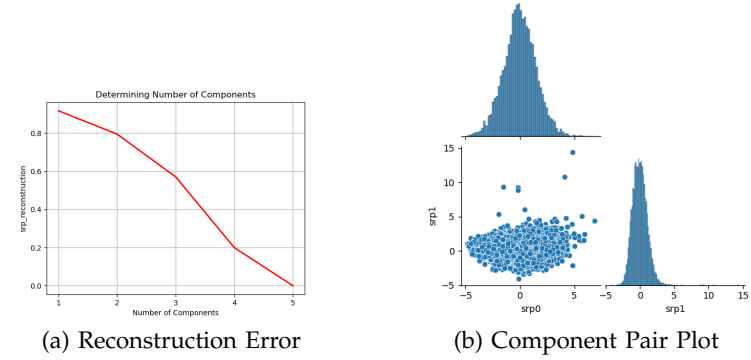 Determining Number of Components
srp_reconstruction
0.8
0.6
0.4
0.2
0.0
1 2 3 4 5
Number of Components
(a) Reconstruction Error
srp1
15
10
5
0
−5
−5 0 5
srp0
−5 0 5 10 15
srp1
(b) Component Pair Plot